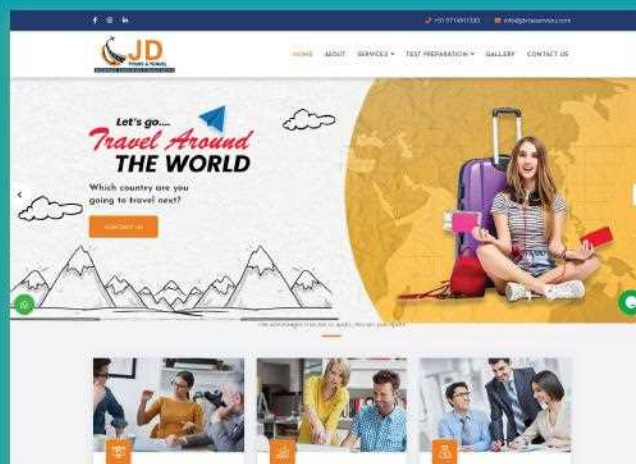 JD
TOURS & TRAVEL
HOME ABOUT SERVICES TEST PREPARATION GALLERY CONTACT US
Let's go....
Travel Around
THE WORLD
Which country are you
going to travel next?
CONTACT US